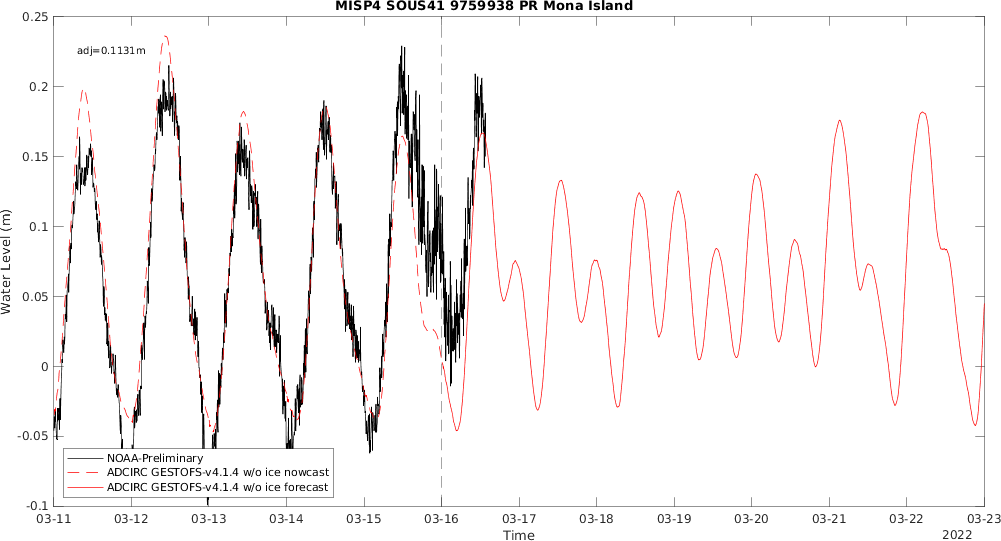 MISP4 SOUS41 9759938 PR Mona Island
adj=0.1131m
Water Level (m)
0.25
0.2
0.15
0.1
0.05
0
-0.05
-0.1
NOAA-Preliminary
ADCIRC GESTOFS-v4.1.4 w/o ice nowcast
ADCIRC GESTOFS-v4.1.4 w/o ice forecast
03-11 03-12 03-13 03-14 03-15 03-16 03-17 03-18 03-19 03-20 03-21 03-22 03-23
Time
2022